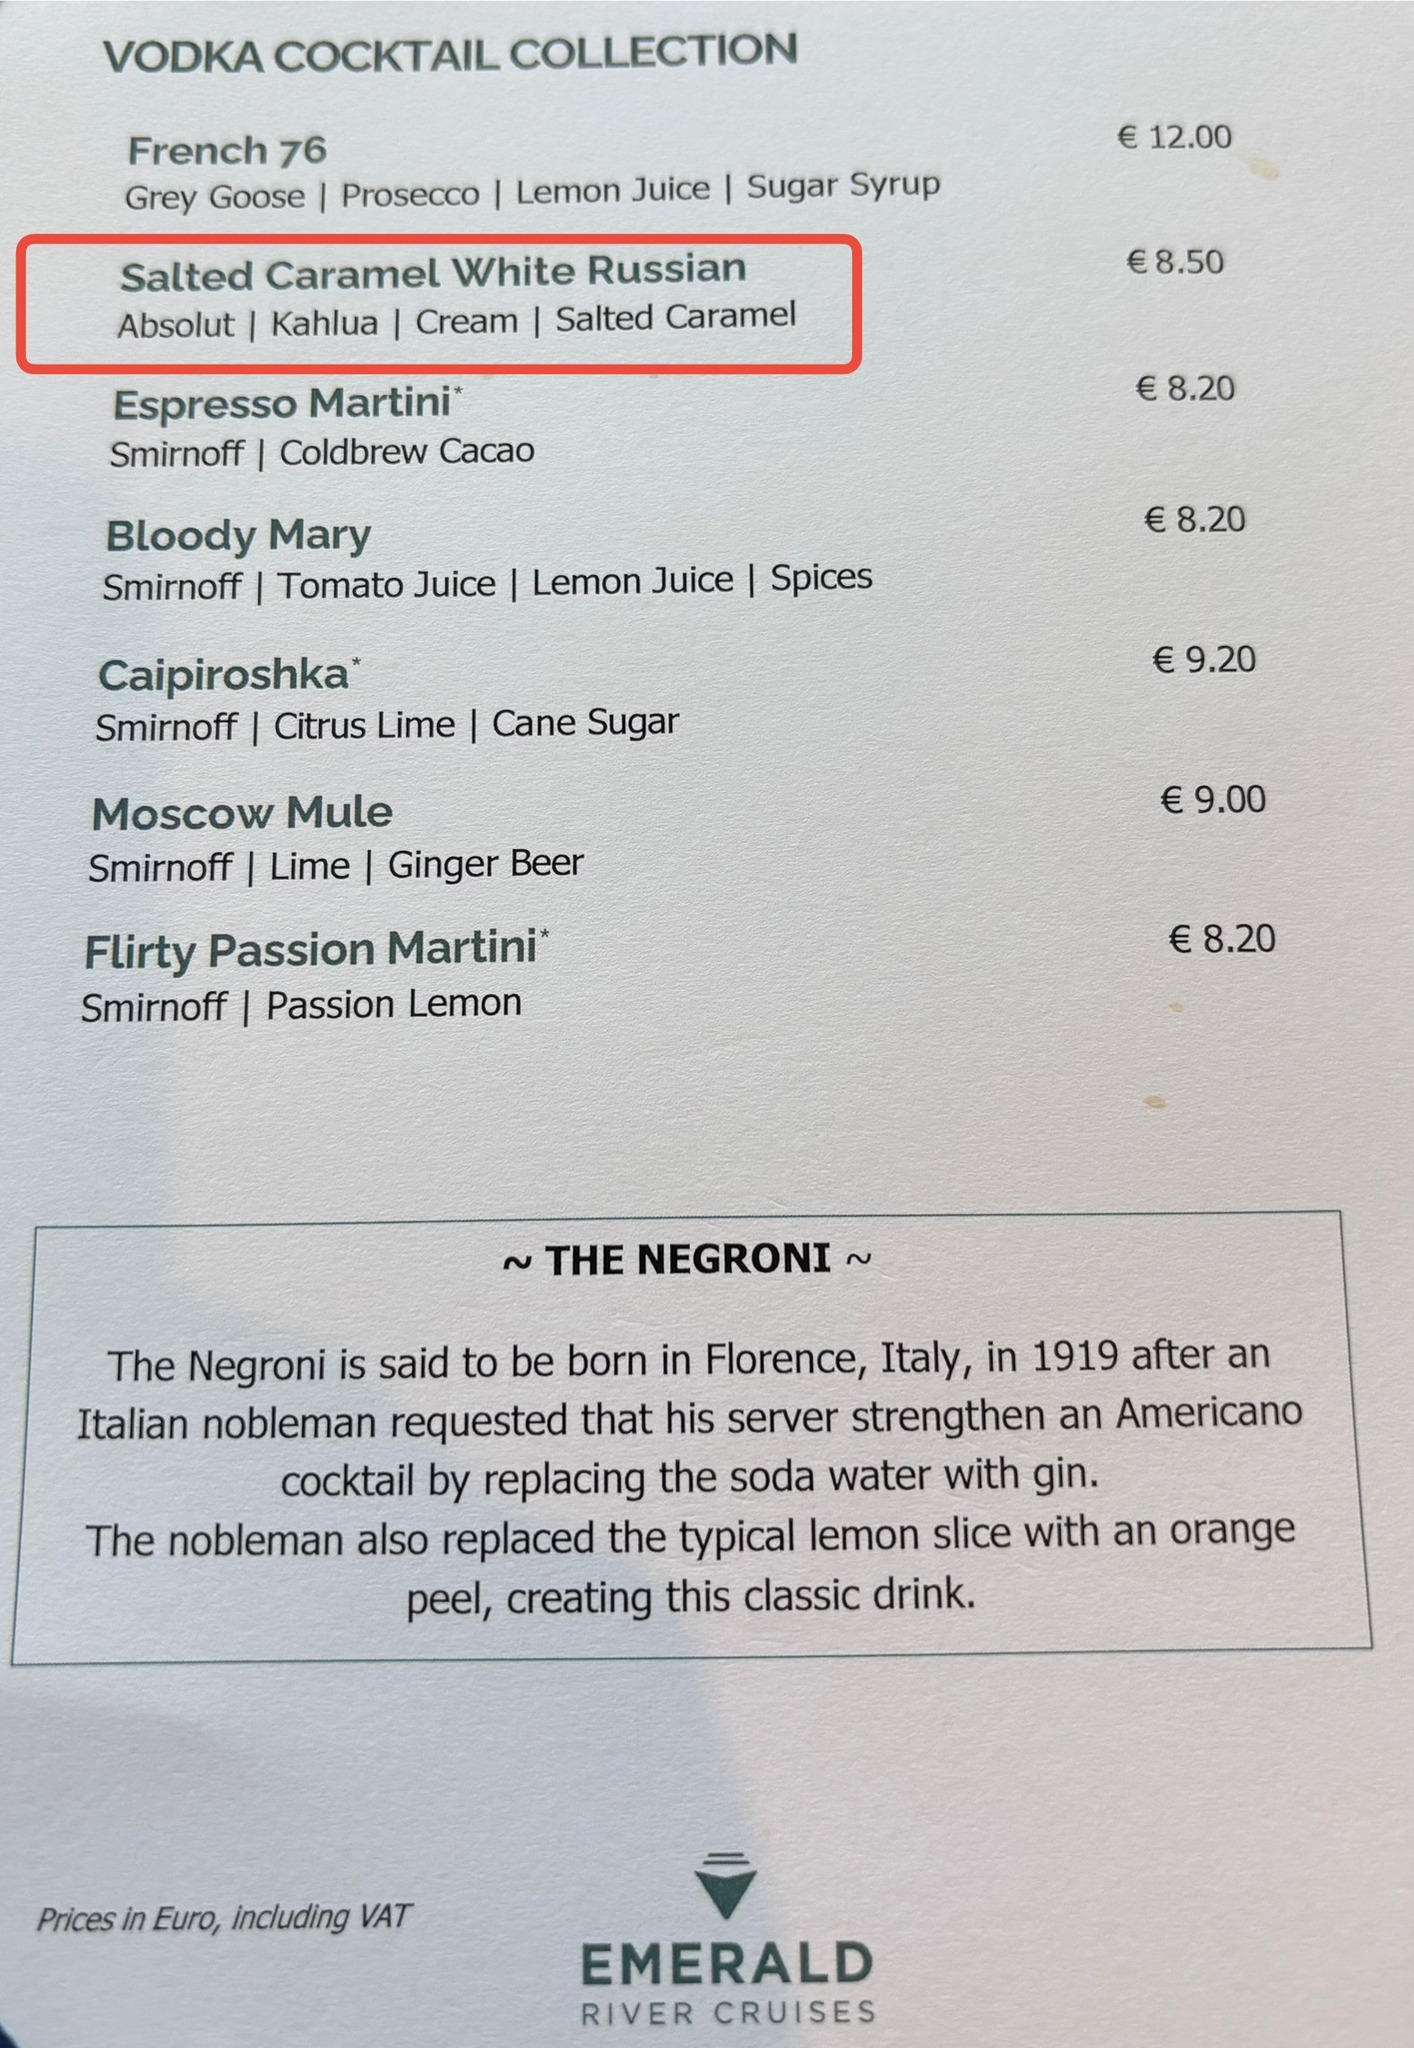 VODKA COCKTAIL COLLECTION
French 76
€ 12.00
Grey Goose | Prosecco | Lemon Juice | Sugar Syrup
Salted Caramel White Russian
€ 8.50
Absolut | Kahlua | Cream | Salted Caramel
Espresso Martini*
€ 8.20
Smirnoff | Coldbrew Cacao
Bloody Mary
€ 8.20
Smirnoff | Tomato Juice | Lemon Juice | Spices
Caipiroshka*
€ 9.20
Smirnoff | Citrus Lime | Cane Sugar
Moscow Mule
€ 9.00
Smirnoff | Lime | Ginger Beer
Flirty Passion Martini*
€ 8.20
Smirnoff | Passion Lemon
~ THE NEGRONI ~
The Negroni is said to be born in Florence, Italy, in 1919 after an
Italian nobleman requested that his server strengthen an Americano
cocktail by replacing the soda water with gin.
The nobleman also replaced the typical lemon slice with an orange
peel, creating this classic drink.
Prices in Euro, including VAT
EMERALD
RIVER CRUISES